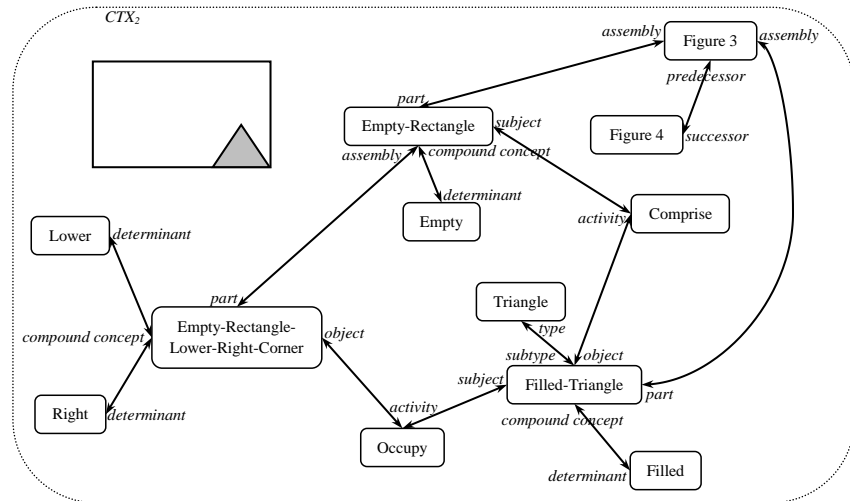 CTX2
assembly
Figure 3
assembly
predecessor
part
Empty-Rectangle
subject
Figure 4
successor
assembly
compound concept
determinant
Empty
activity
Comprise
Lower
determinant
part
Triangle
type
compound concept
Empty-Rectangle-
Lower-Right-Corner
object
subtype
object
subject
Filled-Triangle
part
Right
determinant
activity
compound concept
Occupy
determinant
Filled